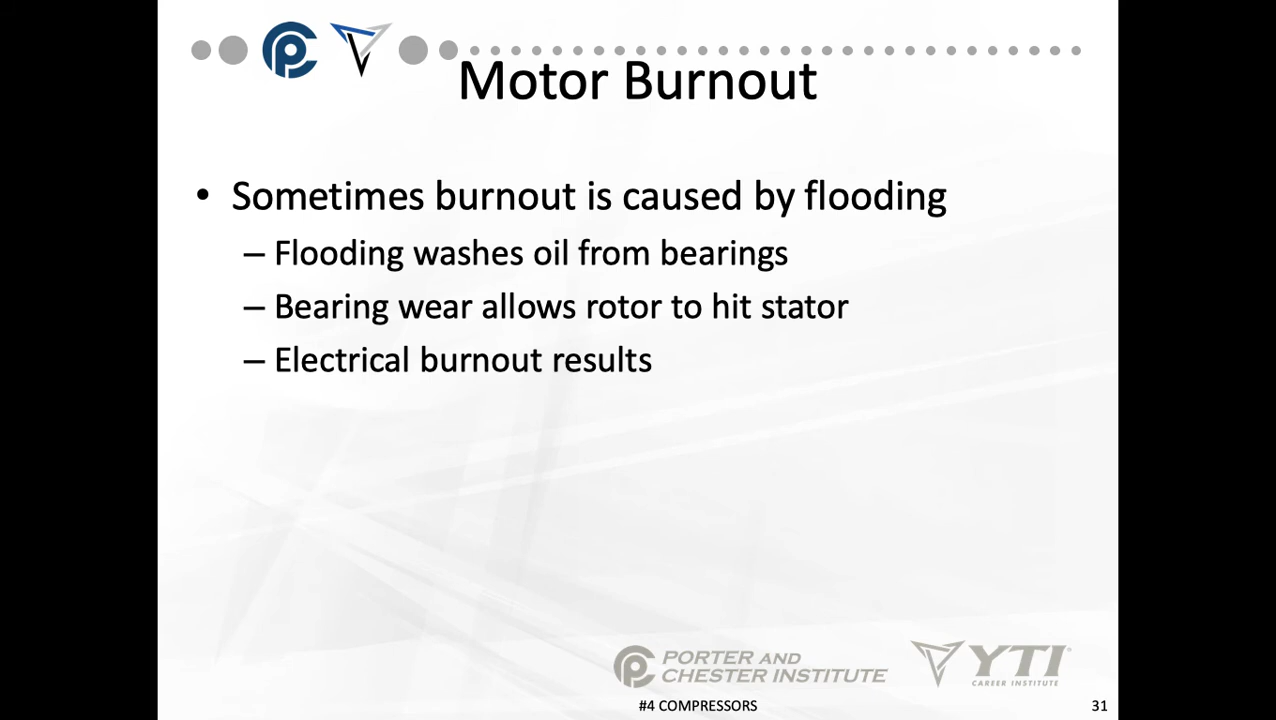 Motor Burnout
• Sometimes burnout is caused by flooding
– Flooding washes oil from bearings
– Bearing wear allows rotor to hit stator
– Electrical burnout results
PORTER AND
CHESTER INSTITUTE
YTI
CAREER INSTITUTE
#4 COMPRESSORS
31